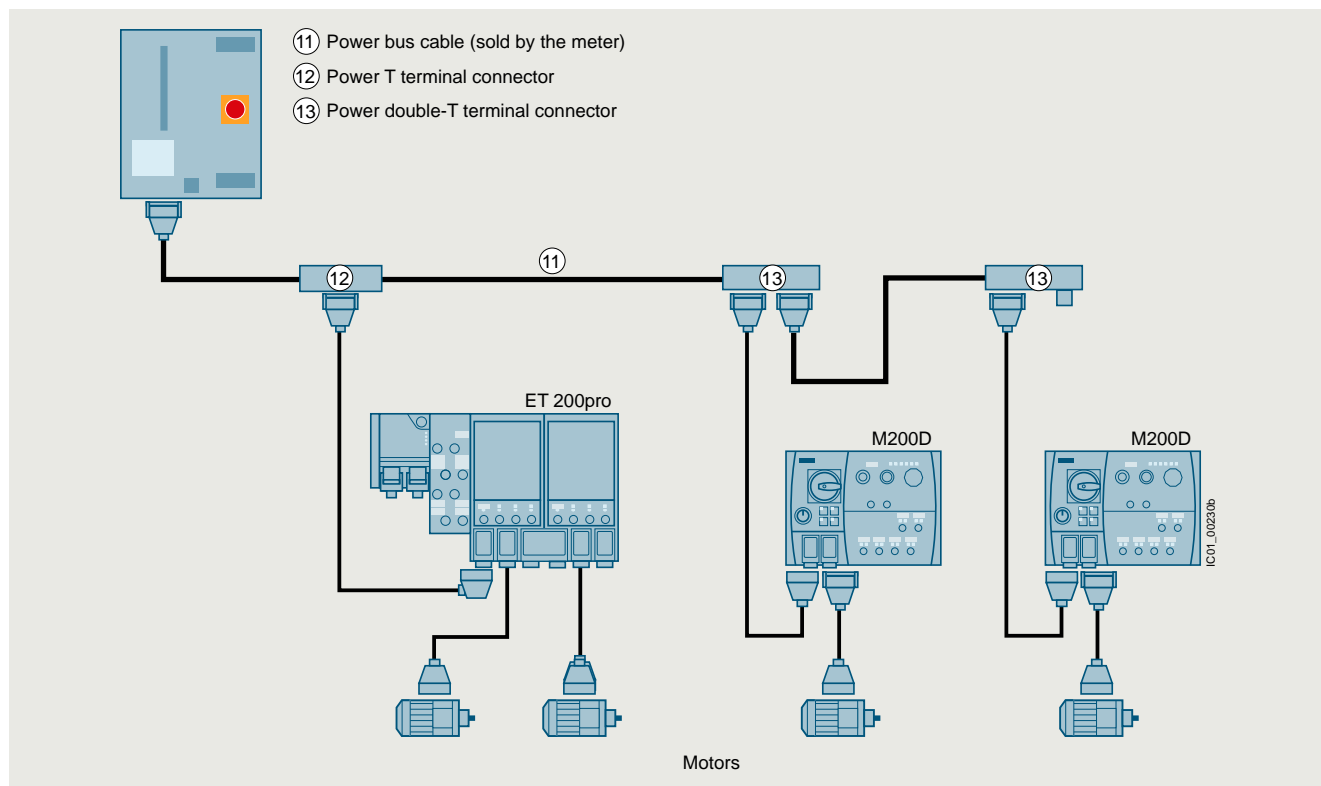 11 Power bus cable (sold by the meter)
12 Power T terminal connector
13 Power double-T terminal connector
11
12
13
13
ET 200pro
M200D
M200D
IC01_00230b
Motors